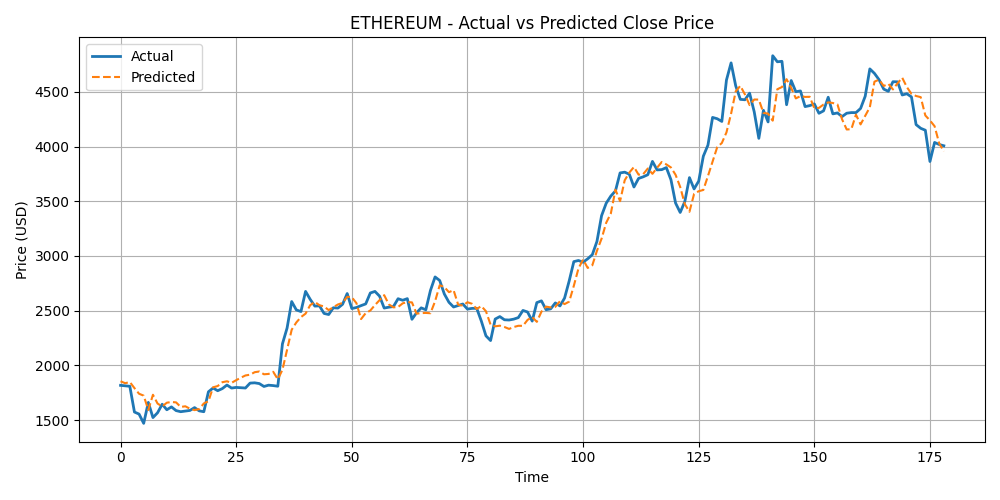 ETHEREUM - Actual vs Predicted Close Price
Actual
Predicted
Price (USD)
4500
4000
3500
3000
2500
2000
1500
0 25 50 75 100 125 150 175
Time